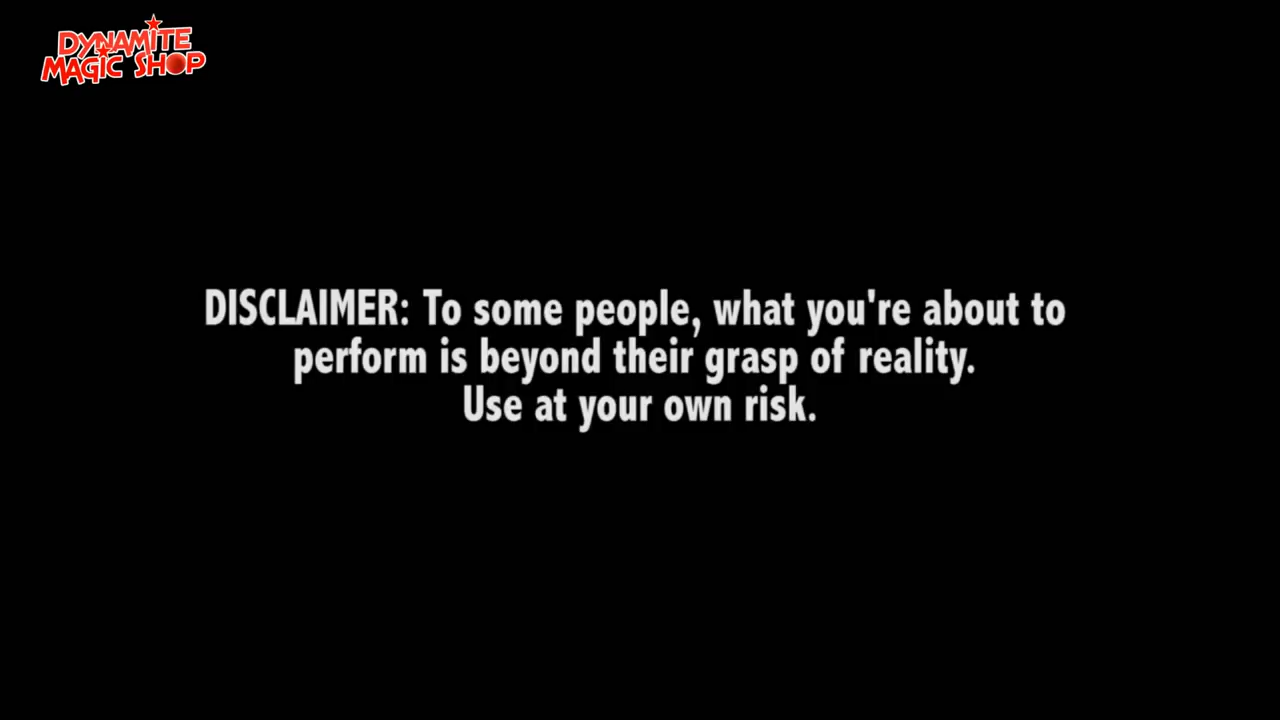 DYNAMITE
MAGIC SHOP
DISCLAIMER: To some people, what you're about to
perform is beyond their grasp of reality.
Use at your own risk.